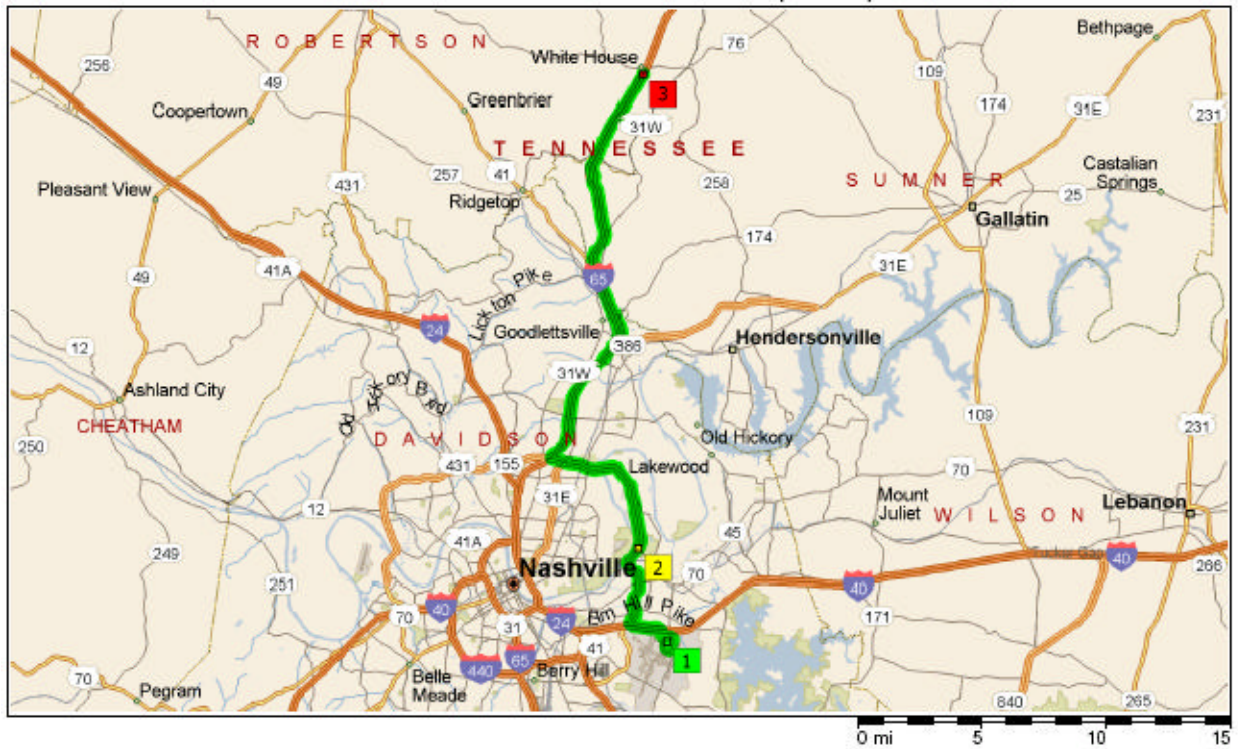 ROBERTSON
White House
76
Bethpage
256
49
109
174
31E
231
Coopertown
Greenbrier
3
31W
TENNESSEE
Castalian
Springs
Pleasant View
431
257
41
258
SUMNER
25
Ridgetop
Gallatin
174
41A
49
Lickton Pike
65
31E
24
Goodlettsville
386
Hendersonville
12
31W
Ashland City
Old Hickory Blvd
109
CHEATHAM
DAVIDSON
Old Hickory
231
250
431
155
Lakewood
70
31E
Mount
Juliet
WILSON
Lebanon
12
45
249
41A
40
266
251
Nashville
2
70
40
40
70
24
Elm Hill Pike
171
31
41
1
440
65
Berry Hill
Belle
Meade
70
Pegram
840
265
0 mi
5
10
15